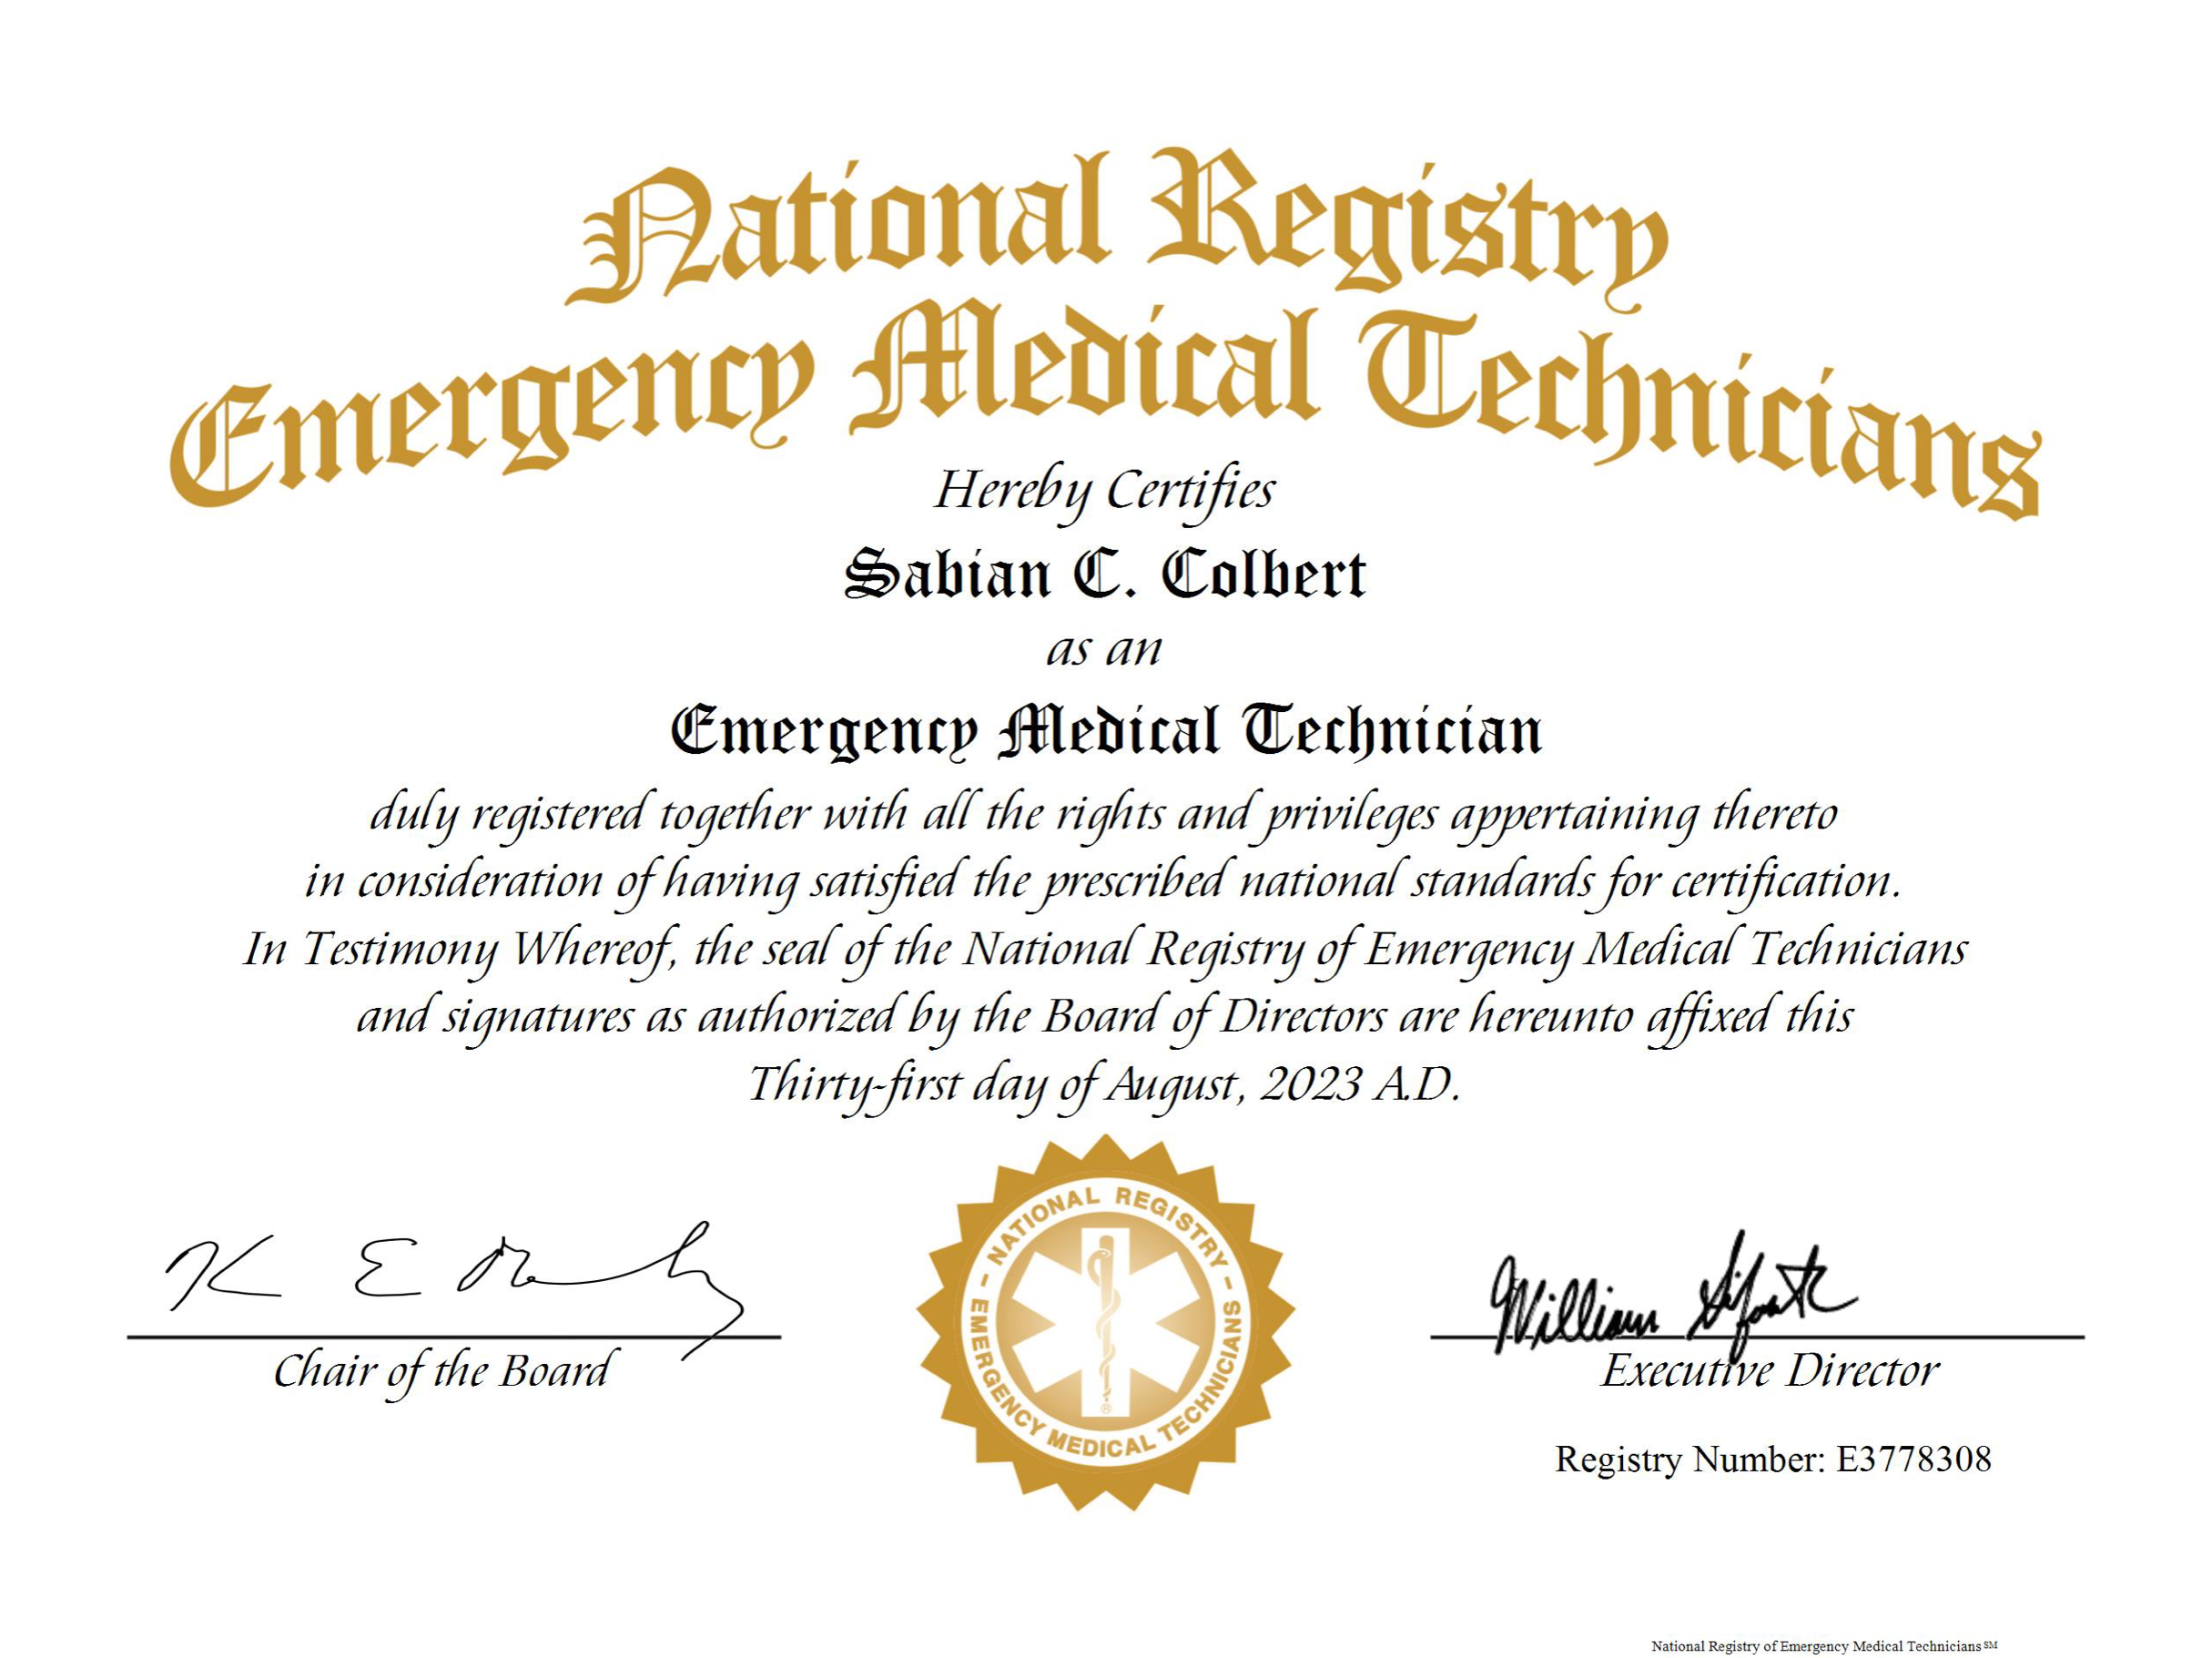 National Registry
Emergency Medical Technicians
Hereby Certifies
Sabian C. Colbert
as an
Emergency Medical Technician
duly registered together with all the rights and privileges appertaining thereto
in consideration of having satisfied the prescribed national standards for certification.
In Testimony Whereof, the seal of the National Registry of Emergency Medical Technicians
and signatures as authorized by the Board of Directors are hereunto affixed this
Thirty-first day of August, 2023 A.D.
- NATIONAL REGISTRY -
EMERGENCY MEDICAL TECHNICIANS
®
K E
William
Chair of the Board
Executive Director
Registry Number: E3778308
National Registry of Emergency Medical Technicians℠